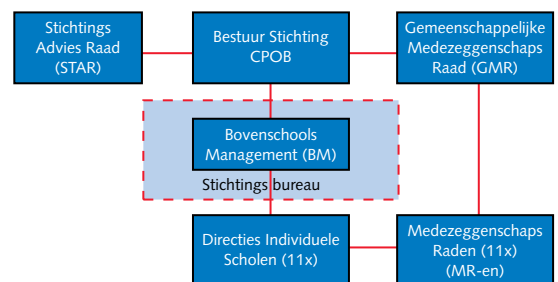 Stichtings
Advies Raad
(STAR)
Bestuur Stichting
CPOB
Gemeenschappelijke
Medezeggenschaps
Raad (GMR)
Bovenschools
Management (BM)
Stichtings bureau
Directies Individuele
Scholen (11x)
Medezeggenschaps
Raden (11x)
(MR-en)